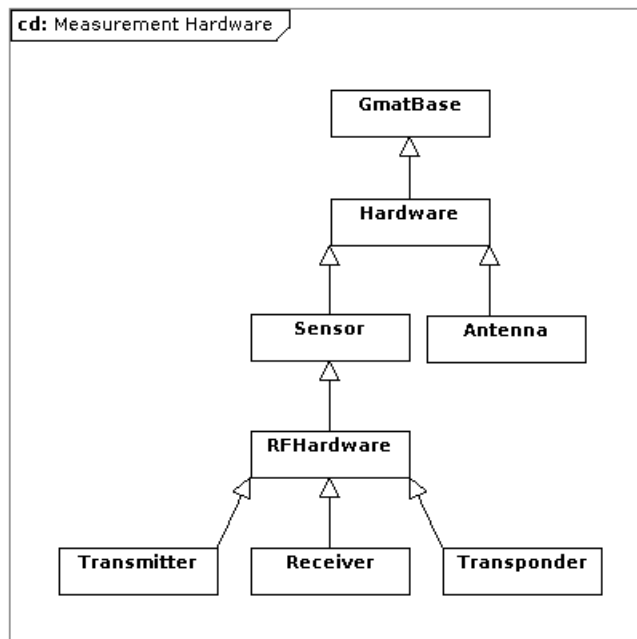 cd: Measurement Hardware
GmatBase
Hardware
Sensor
Antenna
RFHardware
Transmitter
Receiver
Transponder